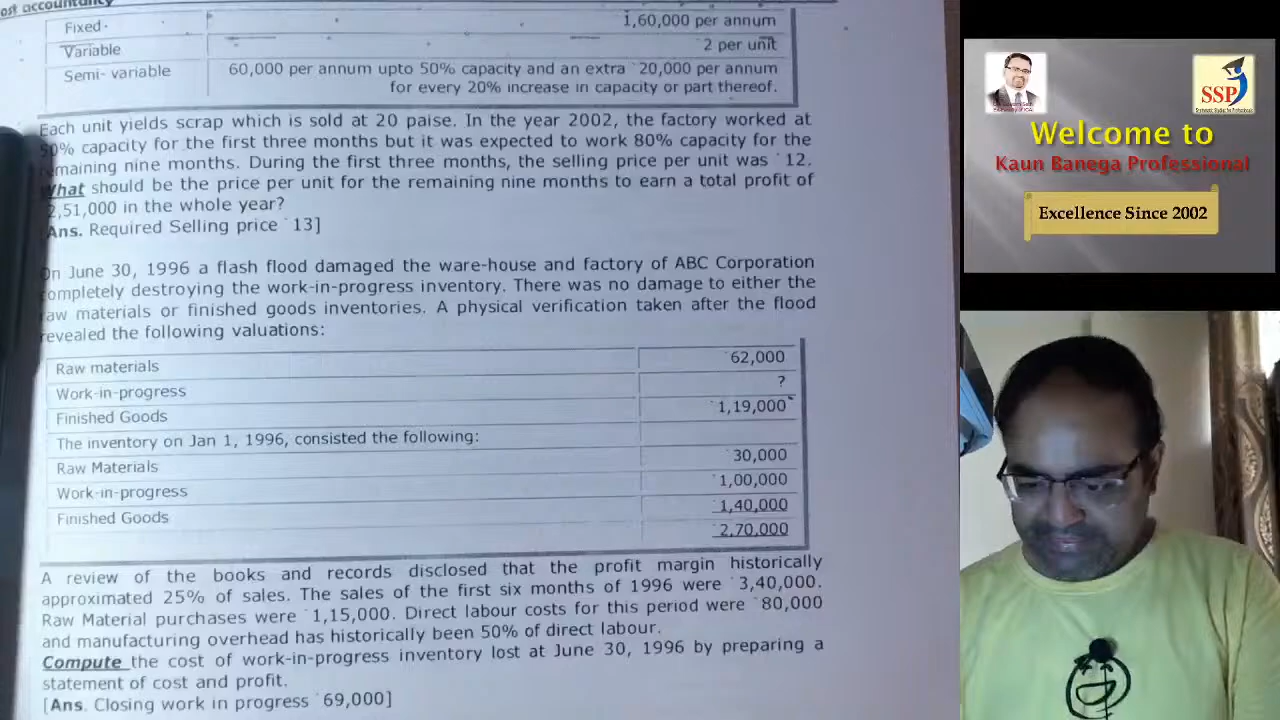 ost accountancy
Fixed 1,60,000 per annum
Variable 2 per unit
Semi- variable 60,000 per annum upto 50% capacity and an extra `20,000 per annum
for every 20% increase in capacity or part thereof.
Each unit yields scrap which is sold at 20 paise. In the year 2002, the factory worked at
50% capacity for the first three months but it was expected to work 80% capacity for the
remaining nine months. During the first three months, the selling price per unit was `12.
What should be the price per unit for the remaining nine months to earn a total profit of
2,51,000 in the whole year?
[Ans. Required Selling price `13]
On June 30, 1996 a flash flood damaged the ware-house and factory of ABC Corporation
completely destroying the work-in-progress inventory. There was no damage to either the
raw materials or finished goods inventories. A physical verification taken after the flood
revealed the following valuations:
Raw materials `62,000
Work-in-progress ?
Finished Goods `1,19,000
The inventory on Jan 1, 1996, consisted the following:
Raw Materials `30,000
Work-in-progress `1,00,000
Finished Goods `1,40,000
`2,70,000
A review of the books and records disclosed that the profit margin historically
approximated 25% of sales. The sales of the first six months of 1996 were `3,40,000.
Raw Material purchases were `1,15,000. Direct labour costs for this period were `80,000
and manufacturing overhead has historically been 50% of direct labour.
Compute the cost of work-in-progress inventory lost at June 30, 1996 by preparing a
statement of cost and profit.
[Ans. Closing work in progress `69,000]
SSP
Welcome to
Kaun Banega Professional
Excellence Since 2002